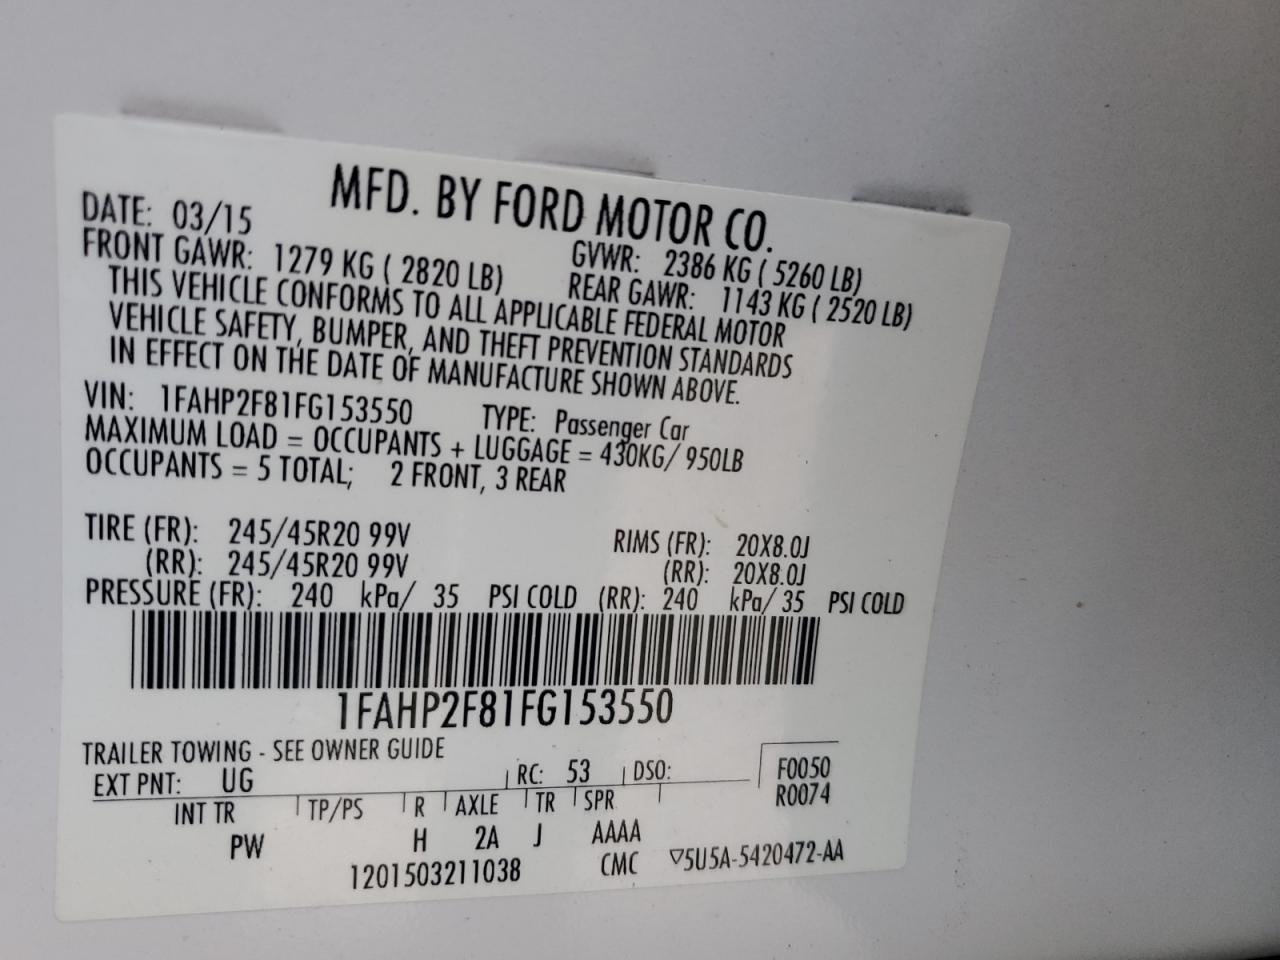 MFD. BY FORD MOTOR CO.
DATE: 03/15 GVWR: 2386 KG ( 5260 LB)
FRONT GAWR: 1279 KG ( 2820 LB) REAR GAWR: 1143 KG ( 2520 LB)
THIS VEHICLE CONFORMS TO ALL APPLICABLE FEDERAL MOTOR
VEHICLE SAFETY, BUMPER, AND THEFT PREVENTION STANDARDS
IN EFFECT ON THE DATE OF MANUFACTURE SHOWN ABOVE.
VIN: 1FAHP2F81FG153550 TYPE: Passenger Car
MAXIMUM LOAD = OCCUPANTS + LUGGAGE = 430KG/ 950LB
OCCUPANTS = 5 TOTAL; 2 FRONT, 3 REAR
TIRE (FR): 245/45R20 99V RIMS (FR): 20X8.0J
(RR): 245/45R20 99V (RR): 20X8.0J
PRESSURE (FR): 240 kPa/ 35 PSI COLD (RR): 240 kPa/ 35 PSI COLD
1FAHP2F81FG153550
TRAILER TOWING - SEE OWNER GUIDE
EXT PNT: UG RC: 53 DSO: F0050
INT TR TP/PS R AXLE TR SPR R0074
PW H 2A J AAAA
1201503211038 CMC ▽5U5A-5420472-AA